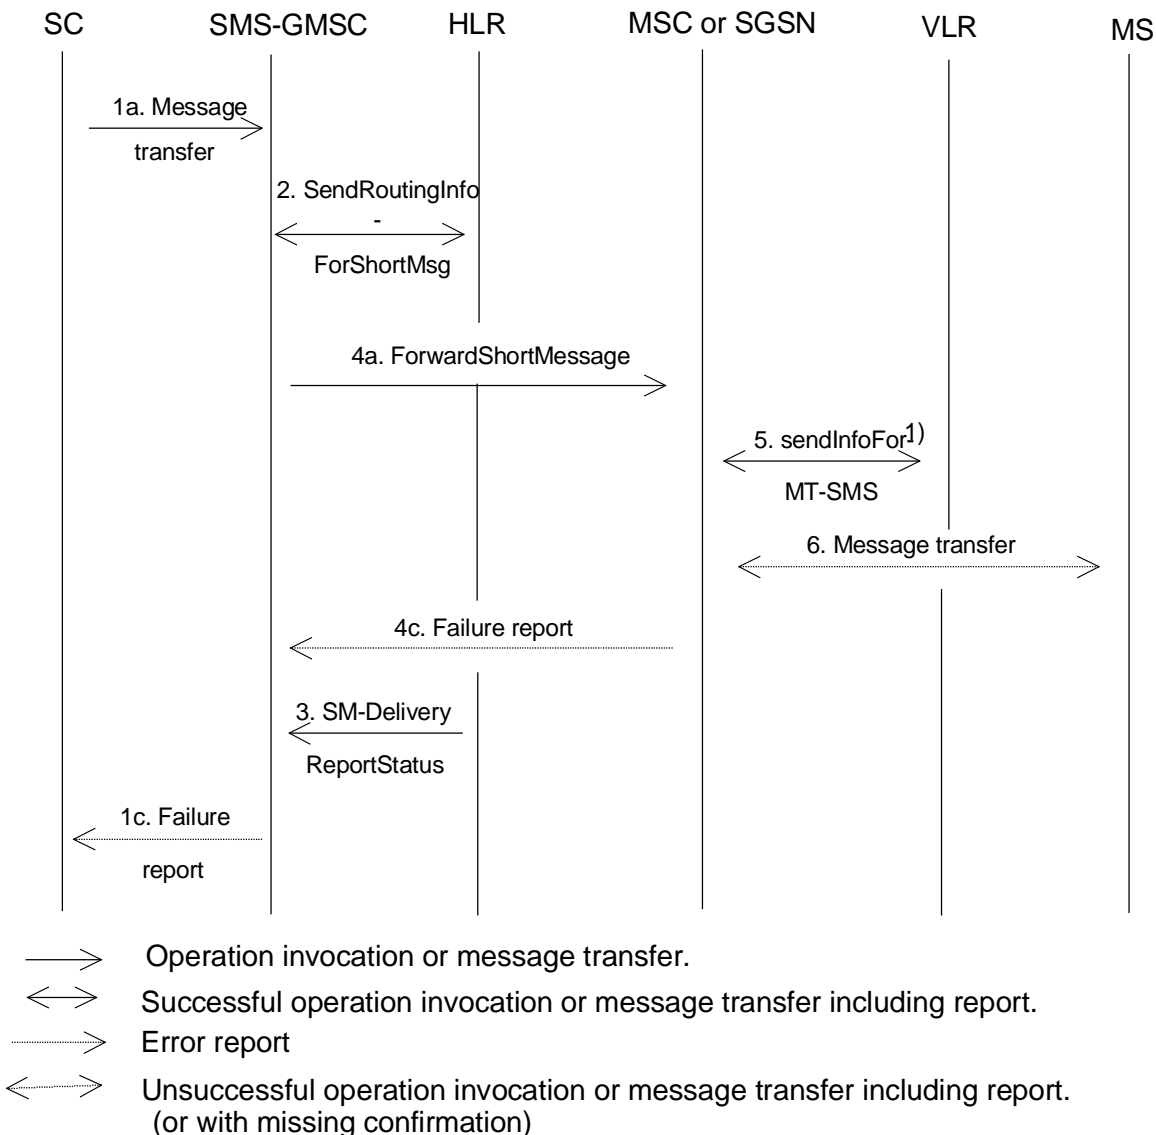 SC SMS-GMSC HLR MSC or SGSN VLR MS
1a. Message
transfer
2. SendRoutingInfo
-
ForShortMsg
4a. ForwardShortMessage
5. sendInfoFor- 1)
MT-SMS
6. Message transfer
4c. Failure report
3. SM-Delivery
ReportStatus
1c. Failure
report
Operation invocation or message transfer.
Successful operation invocation or message transfer including report.
Error report
Unsuccessful operation invocation or message transfer including report.
(or with missing confirmation)